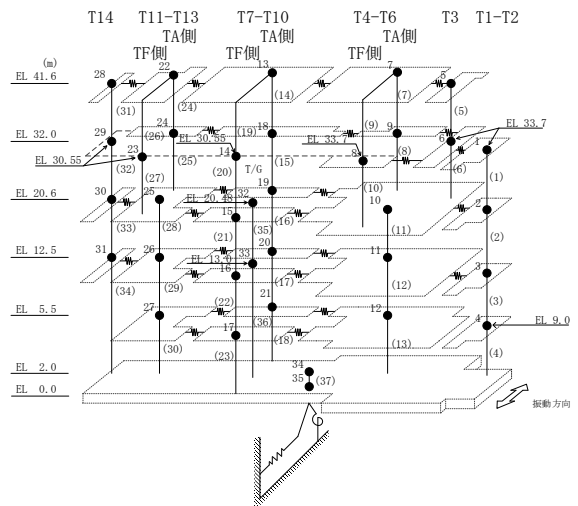 T14 T11-T13 T7-T10 T4-T6 T3 T1-T2
TA側 TA側 TA側
TF側 TF側 TF側
(m)
EL 41.6 28 22 13 7 5
(31) (24) (14) (7) (5)
EL 32.0 29 24 18 9 6 1 EL 33.7
(26) (19) (9)
EL 30.55 23 EL 30.55 14 EL 33.7 8
(32) (25) (15) (8) (6) (1)
(27) (20) T/G (10)
EL 20.6 30 25 EL 20.48 32 19 10 2
(33) (28) 15 (35) (16) (11) (2)
(21)
EL 12.5 31 26 EL 13.0 33 20 11 3
16
(34) (29) (17) (12) (3)
EL 5.5 27 (22) 21 12 4 EL 9.0
(36)
(30) 17 (18) (13) (4)
(23)
EL 2.0 34
EL 0.0 35 (37)
振動方向